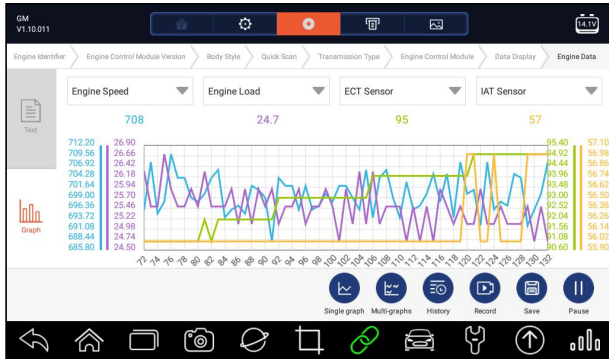 GM
V1.10.011
14.1V
Engine Identifier
Engine Control Module Version
Body Style
Quick Scan
Transmission Type
Engine Control Module
Data Display
Engine Data
Text
Graph
Engine Speed
Engine Load
ECT Sensor
IAT Sensor
708
24.7
95
57
712.20 26.90 95.40 57.10
709.56 26.66 94.92 56.98
706.92 26.42 94.44 56.86
704.28 26.18 93.96 56.74
701.64 25.94 93.48 56.62
699.00 25.70 93.00 56.50
696.36 25.46 92.52 56.38
693.72 25.22 92.04 56.26
691.08 24.98 91.56 56.14
688.44 24.74 91.08 56.02
685.80 24.50 90.60 55.90
72 74 76 78 80 82 84 86 88 90 92 94 96 98 100 102 104 106 108 110 112 114 116 118 120 122 124 126 128 130 132
Single graph
Multi-graphs
History
Record
Save
Pause